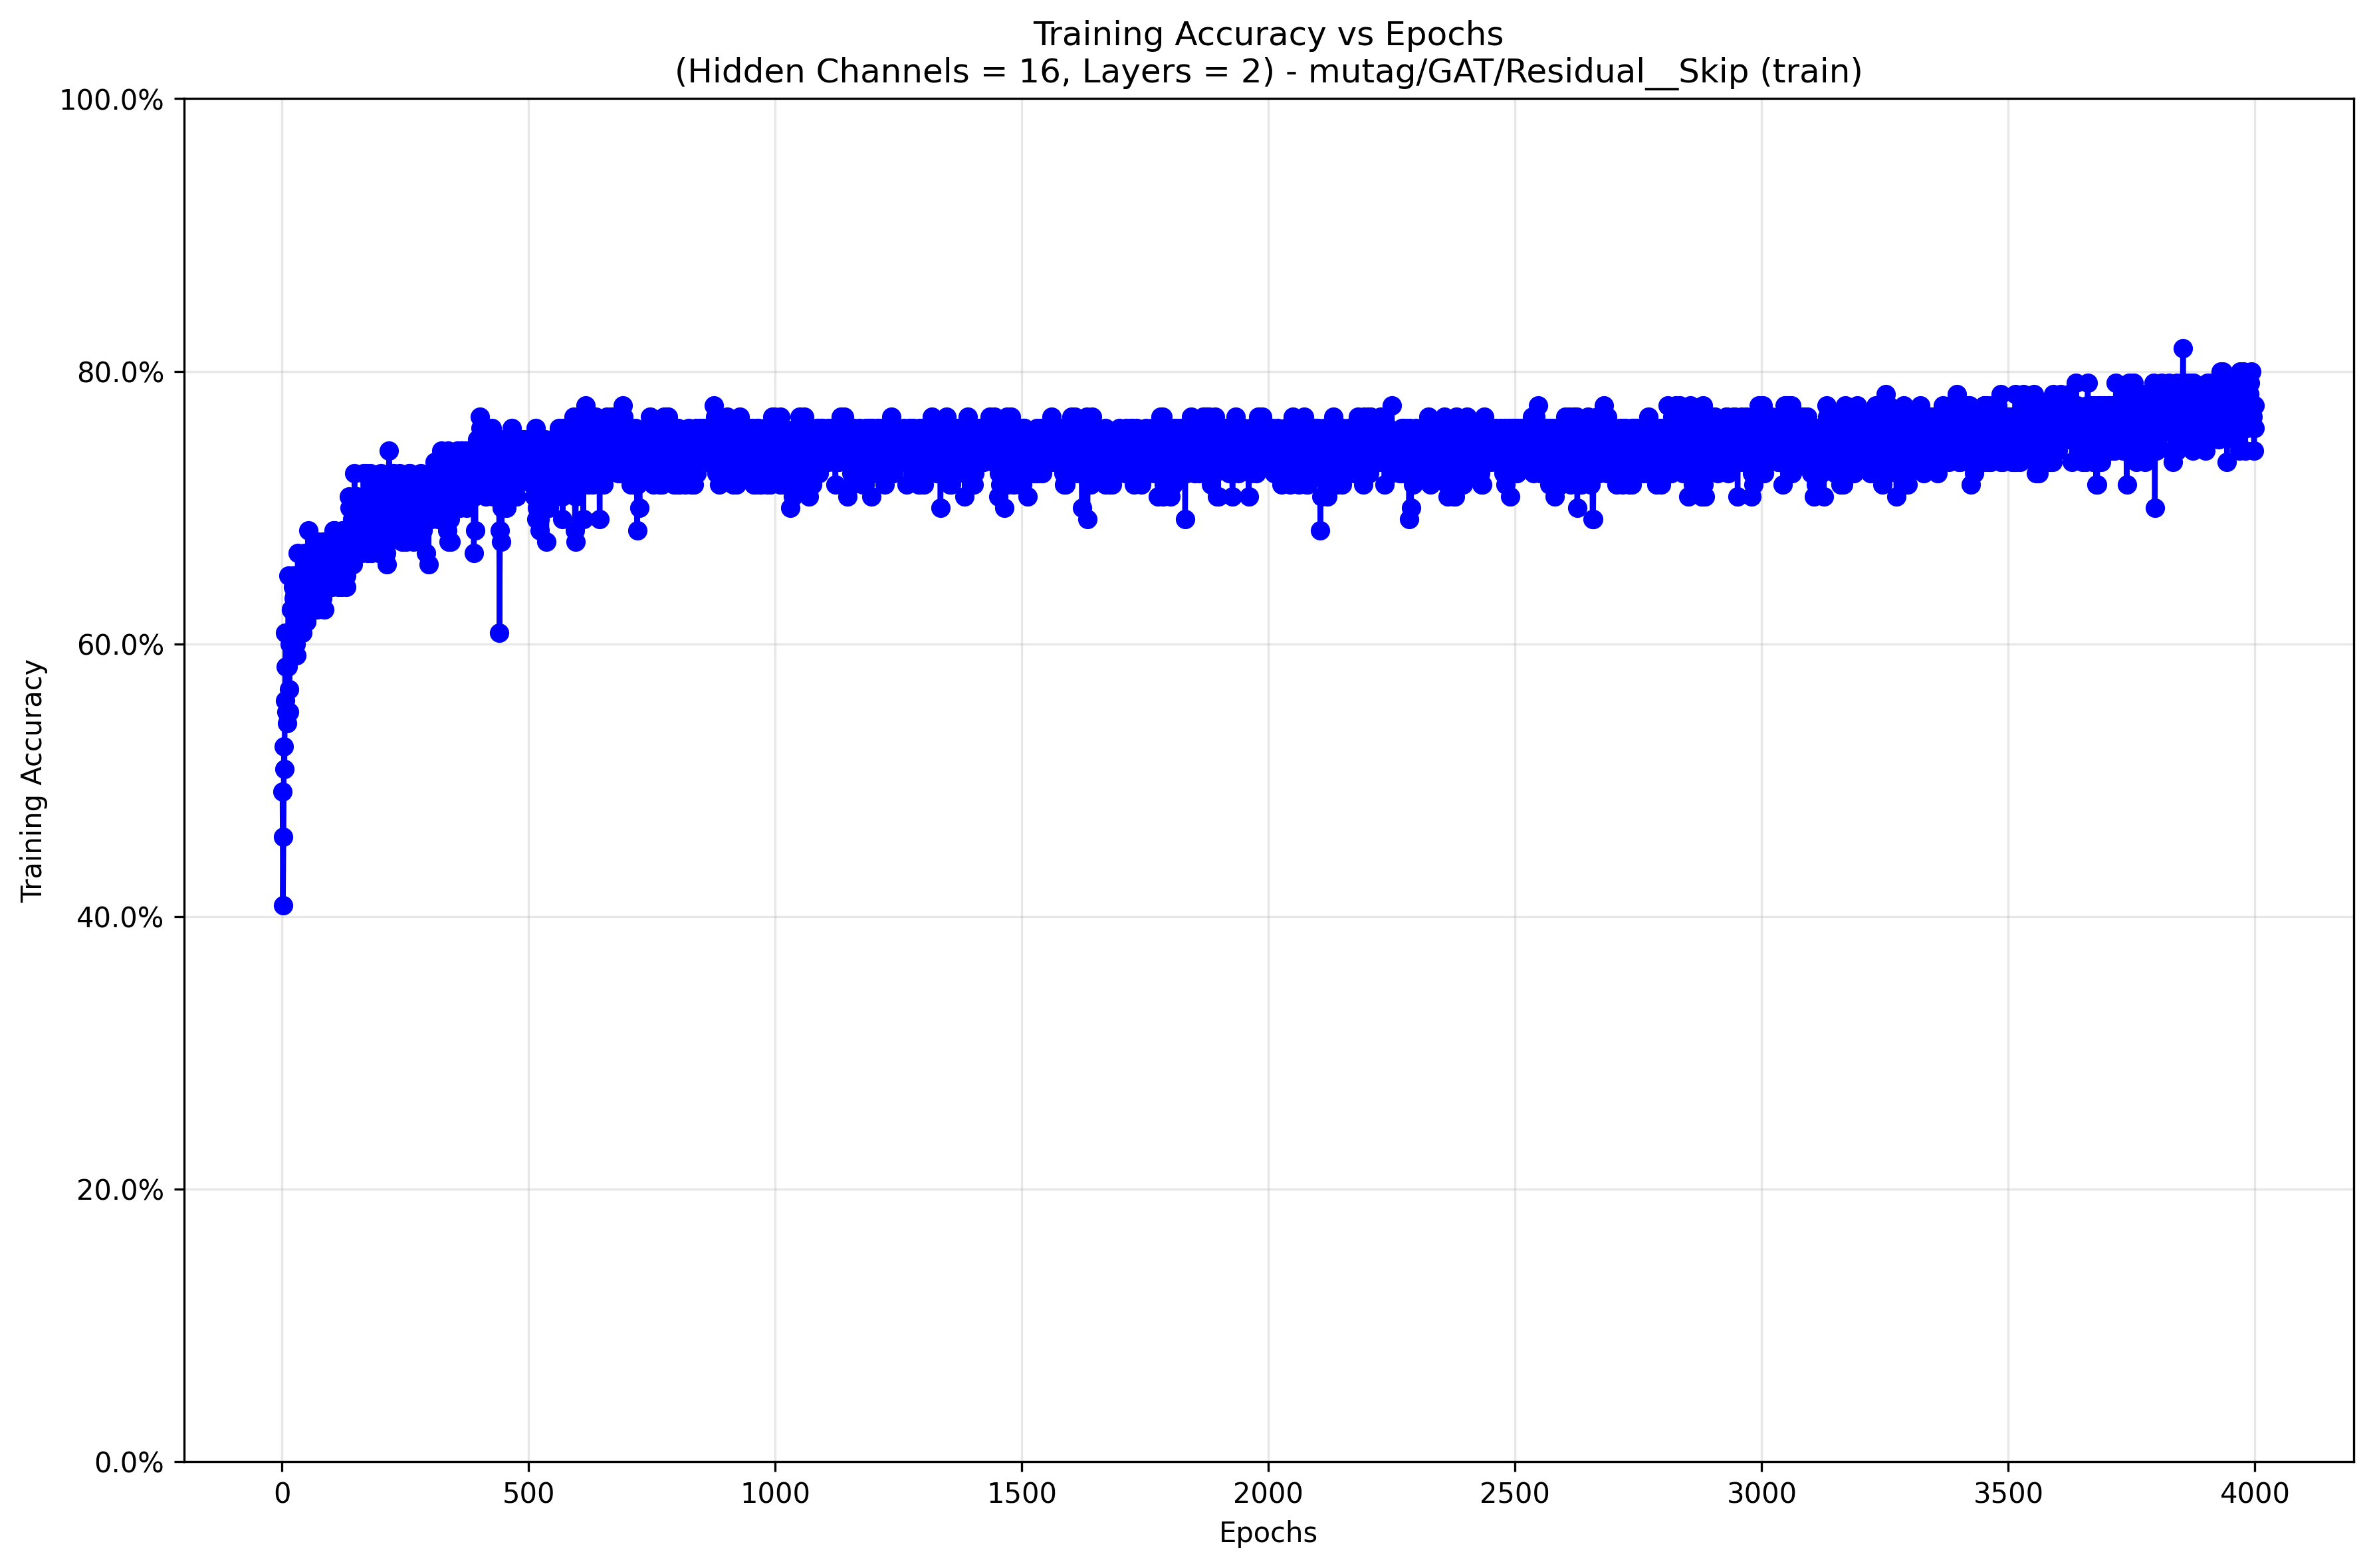 Training Accuracy vs Epochs
(Hidden Channels = 16, Layers = 2) - mutag/GAT/Residual__Skip (train)
100.0%
80.0%
60.0%
40.0%
20.0%
0.0%
Training Accuracy
0 500 1000 1500 2000 2500 3000 3500 4000
Epochs